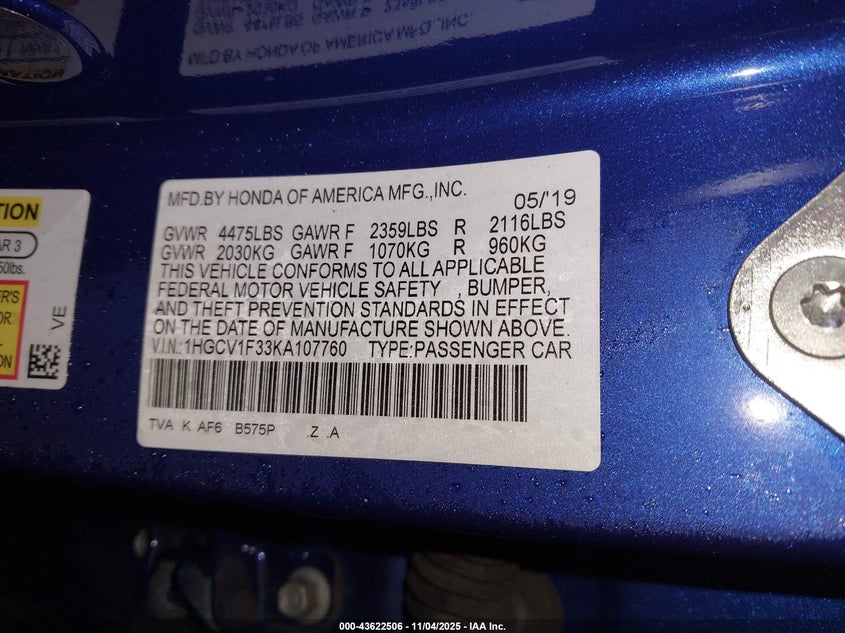 MFD.BY HONDA OF AMERICA MFG.,INC. 05/'19
GVWR 4475LBS GAWR F 2359LBS R 2116LBS
GVWR 2030KG GAWR F 1070KG R 960KG
THIS VEHICLE CONFORMS TO ALL APPLICABLE
FEDERAL MOTOR VEHICLE SAFETY , BUMPER,
AND THEFT PREVENTION STANDARDS IN EFFECT
ON THE DATE OF MANUFACTURE SHOWN ABOVE.
V.I.N.:1HGCV1F33KA107760 TYPE:PASSENGER CAR
TVA K AF6 B575P .Z .A
VE
000-43622506 - 11/04/2025 - IAA Inc.